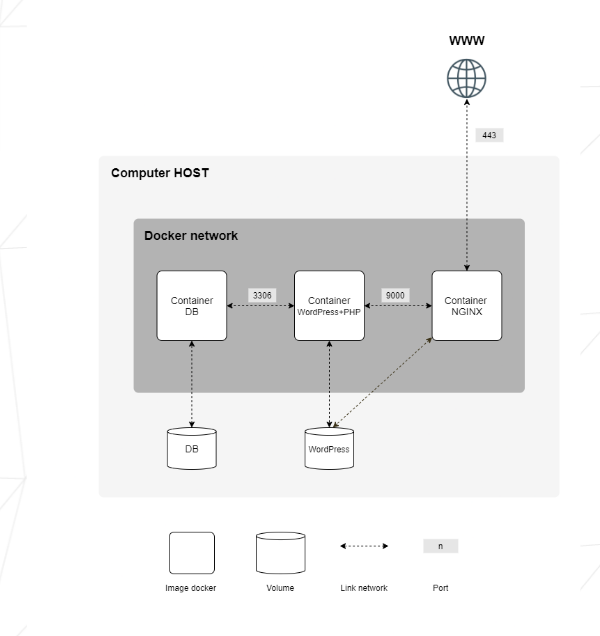 WWW
443
Computer HOST
Docker network
Container
DB
3306
Container
WordPress+PHP
9000
Container
NGINX
DB
WordPress
n
Image docker
Volume
Link network
Port